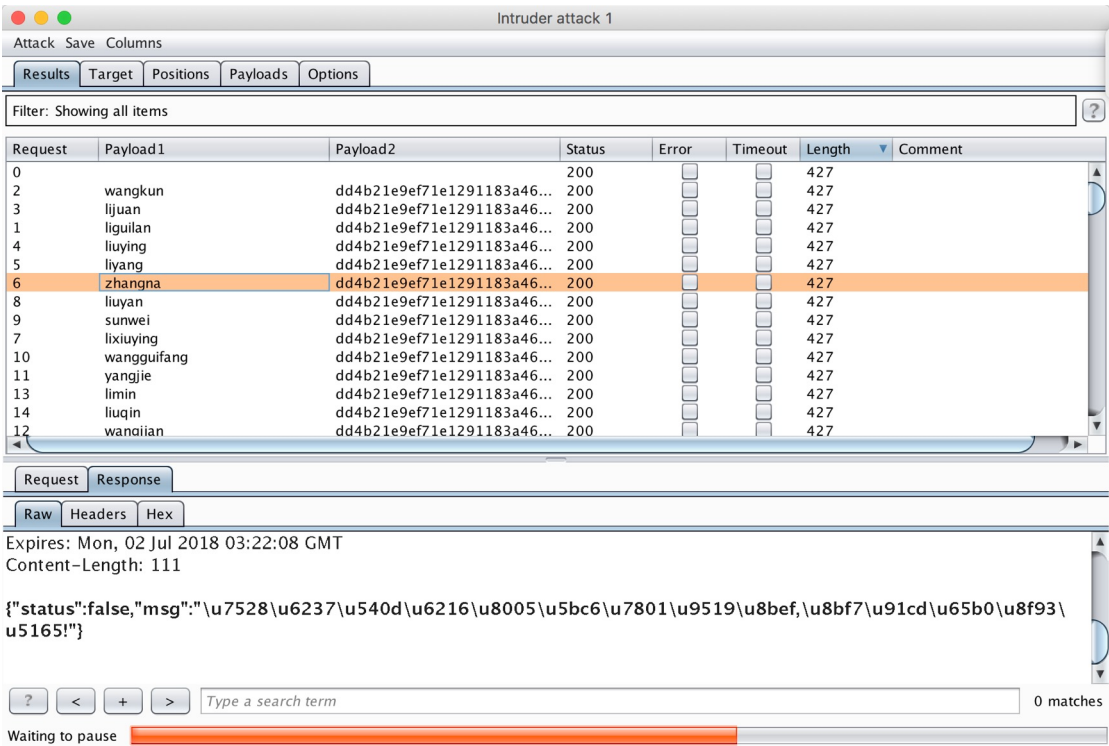 Intruder attack 1
Attack Save Columns
Results Target Positions Payloads Options
Filter: Showing all items ?
Request Payload1 Payload2 Status Error Timeout Length Comment
0 200 427
2 wangkun dd4b21e9ef71e1291183a46... 200 427
3 lijuan dd4b21e9ef71e1291183a46... 200 427
1 liguilan dd4b21e9ef71e1291183a46... 200 427
4 liuying dd4b21e9ef71e1291183a46... 200 427
5 liyang dd4b21e9ef71e1291183a46... 200 427
6 zhangna dd4b21e9ef71e1291183a46... 200 427
8 liuyan dd4b21e9ef71e1291183a46... 200 427
9 sunwei dd4b21e9ef71e1291183a46... 200 427
7 lixiuying dd4b21e9ef71e1291183a46... 200 427
10 wangguifang dd4b21e9ef71e1291183a46... 200 427
11 yangjie dd4b21e9ef71e1291183a46... 200 427
13 limin dd4b21e9ef71e1291183a46... 200 427
14 liuqin dd4b21e9ef71e1291183a46... 200 427
12 wangjian dd4b21e9ef71e1291183a46... 200 427
Request Response
Raw Headers Hex
Expires: Mon, 02 Jul 2018 03:22:08 GMT
Content-Length: 111
{"status":false,"msg":"\u7528\u6237\u540d\u6216\u8005\u5bc6\u7801\u9519\u8bef,\u8bf7\u91cd\u65b0\u8f93\
u5165!"}
? < + > Type a search term 0 matches
Waiting to pause